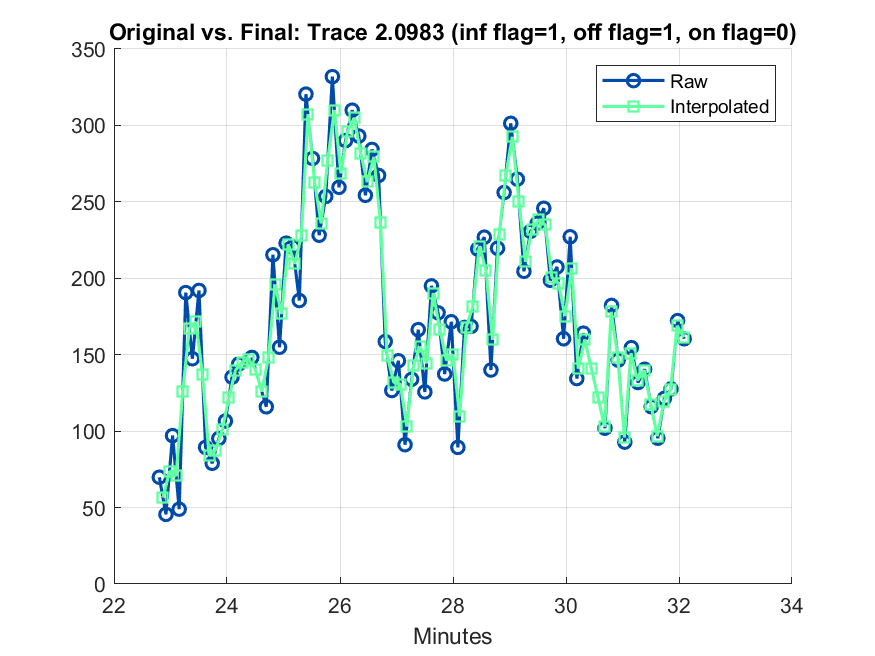 Original vs. Final: Trace 2.0983 (inf flag=1, off flag=1, on flag=0)
350
300
250
200
150
100
50
0
Raw
Interpolated
22 24 26 28 30 32 34
Minutes